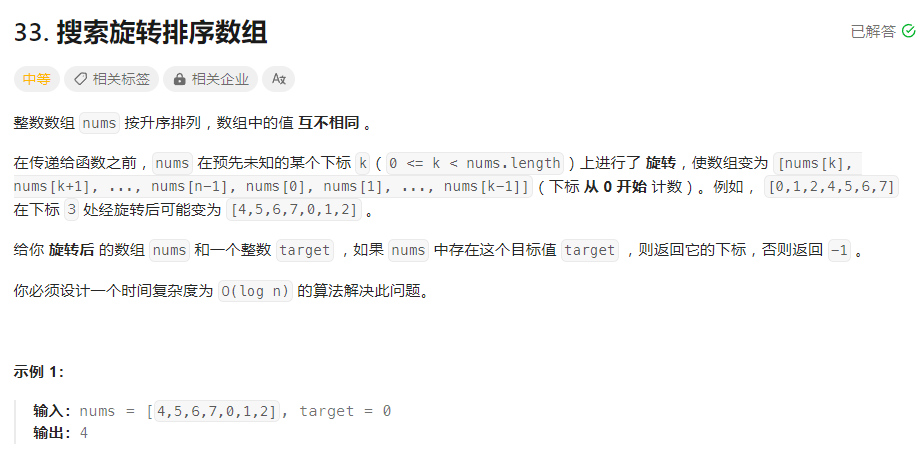 33. 搜索旋转排序数组
已解答
中等 相关标签 相关企业
整数数组 nums 按升序排列，数组中的值 互不相同 。
在传递给函数之前，nums 在预先未知的某个下标 k（0 <= k < nums.length）上进行了 旋转，使数组变为 [nums[k],
nums[k+1], ..., nums[n-1], nums[0], nums[1], ..., nums[k-1]]（下标 从 0 开始 计数）。例如， [0,1,2,4,5,6,7]
在下标 3 处经旋转后可能变为 [4,5,6,7,0,1,2] 。
给你 旋转后 的数组 nums 和一个整数 target ，如果 nums 中存在这个目标值 target ，则返回它的下标，否则返回 -1 。
你必须设计一个时间复杂度为 O(log n) 的算法解决此问题。
示例 1：
输入：nums = [4,5,6,7,0,1,2], target = 0
输出：4